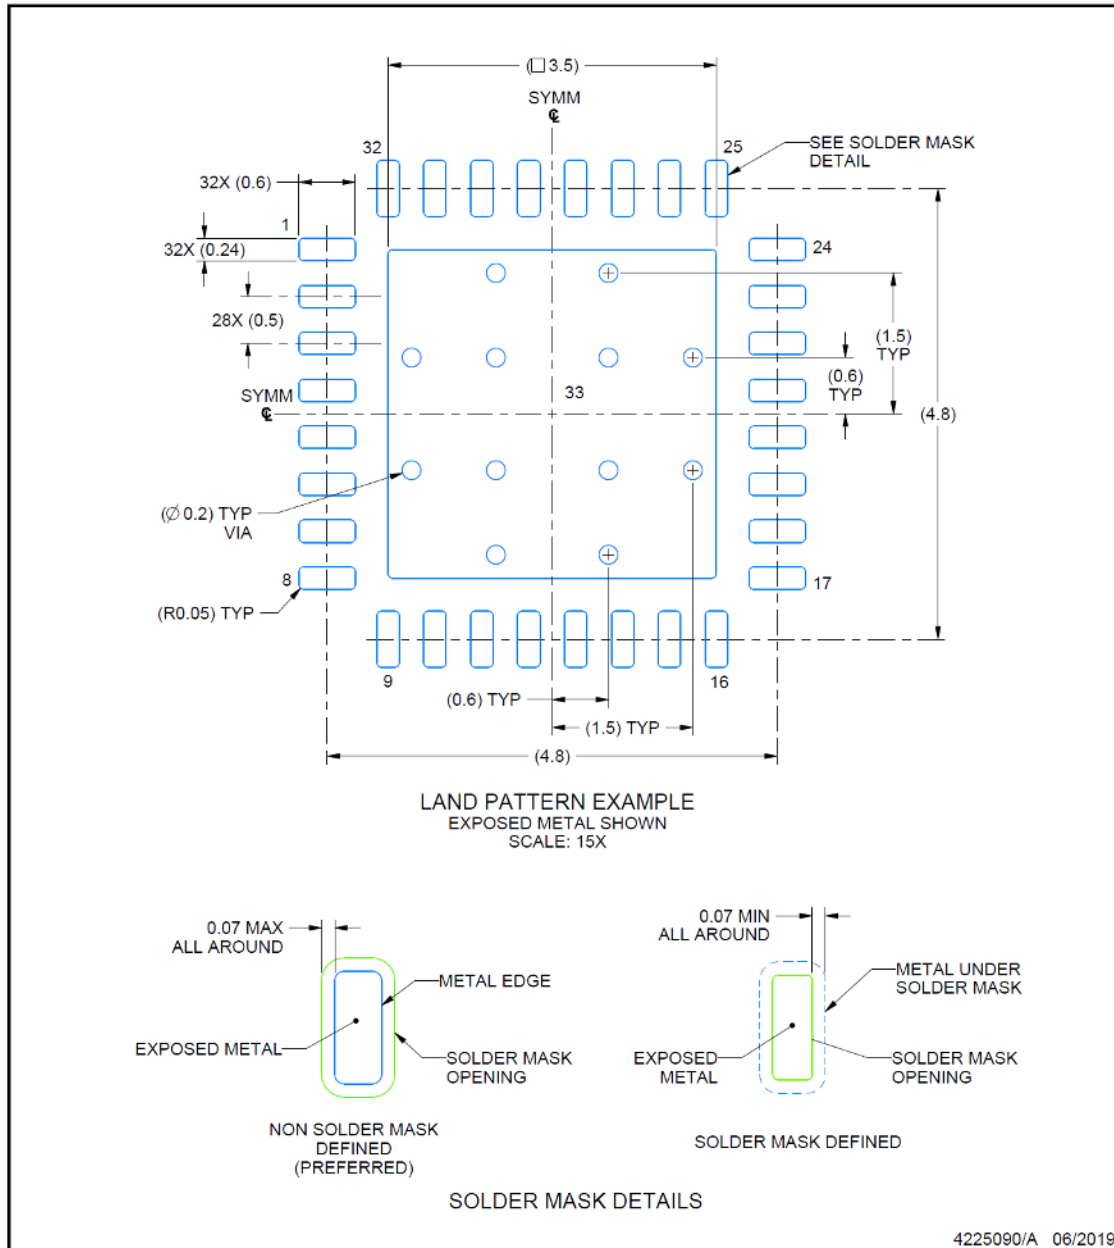 (□ 3.5)
SYMM
℄
32
25
SEE SOLDER MASK
DETAIL
32X (0.6)
1
32X (0.24)
24
28X (0.5)
(1.5)
TYP
(0.6)
TYP
SYMM
℄
33
(4.8)
(Ø 0.2) TYP
VIA
8
17
(R0.05) TYP
9
16
(0.6) TYP
(1.5) TYP
(4.8)
LAND PATTERN EXAMPLE
EXPOSED METAL SHOWN
SCALE: 15X
0.07 MAX
ALL AROUND
METAL EDGE
EXPOSED METAL
SOLDER MASK
OPENING
NON SOLDER MASK
DEFINED
(PREFERRED)
0.07 MIN
ALL AROUND
METAL UNDER
SOLDER MASK
EXPOSED
METAL
SOLDER MASK
OPENING
SOLDER MASK DEFINED
SOLDER MASK DETAILS
4225090/A 06/2019